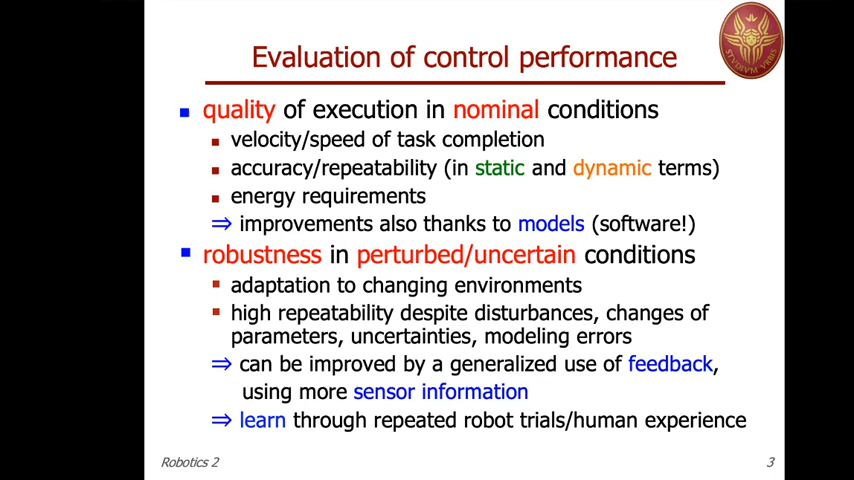 Evaluation of control performance
STVDIVM VRBIS
quality of execution in nominal conditions
velocity/speed of task completion
accuracy/repeatability (in static and dynamic terms)
energy requirements
⇒ improvements also thanks to models (software!)
robustness in perturbed/uncertain conditions
adaptation to changing environments
high repeatability despite disturbances, changes of
parameters, uncertainties, modeling errors
⇒ can be improved by a generalized use of feedback,
using more sensor information
⇒ learn through repeated robot trials/human experience
Robotics 2
3